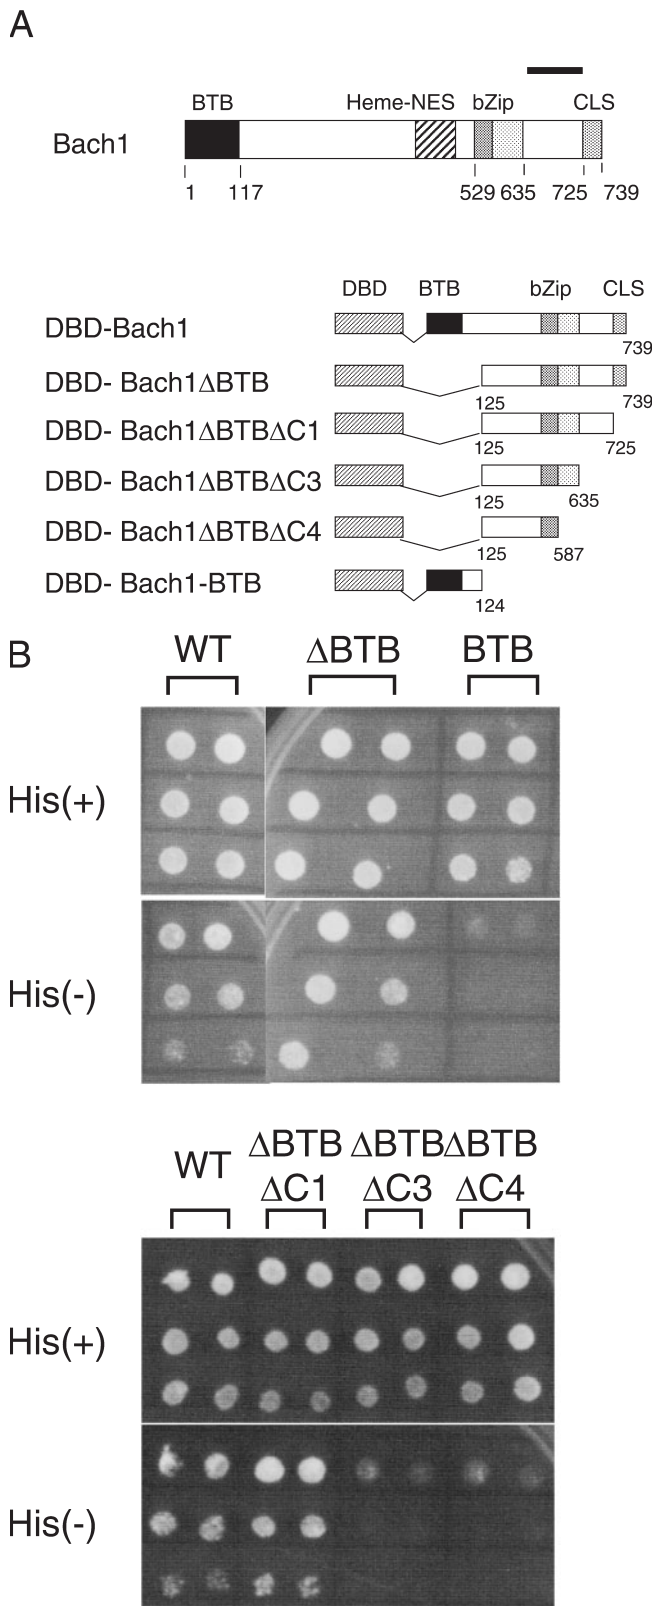 A
BTB Heme-NES bZip CLS
Bach1
1 117 529 635 725 739
DBD BTB bZip CLS
DBD-Bach1
739
DBD- Bach1ΔBTB
125 739
DBD- Bach1ΔBTBΔC1
125 725
DBD- Bach1ΔBTBΔC3
125 635
DBD- Bach1ΔBTBΔC4
125 587
DBD- Bach1-BTB
124
B
WT ΔBTB BTB
His(+)
His(-)
WT ΔBTB ΔBTB ΔBTB
ΔC1 ΔC3 ΔC4
His(+)
His(-)